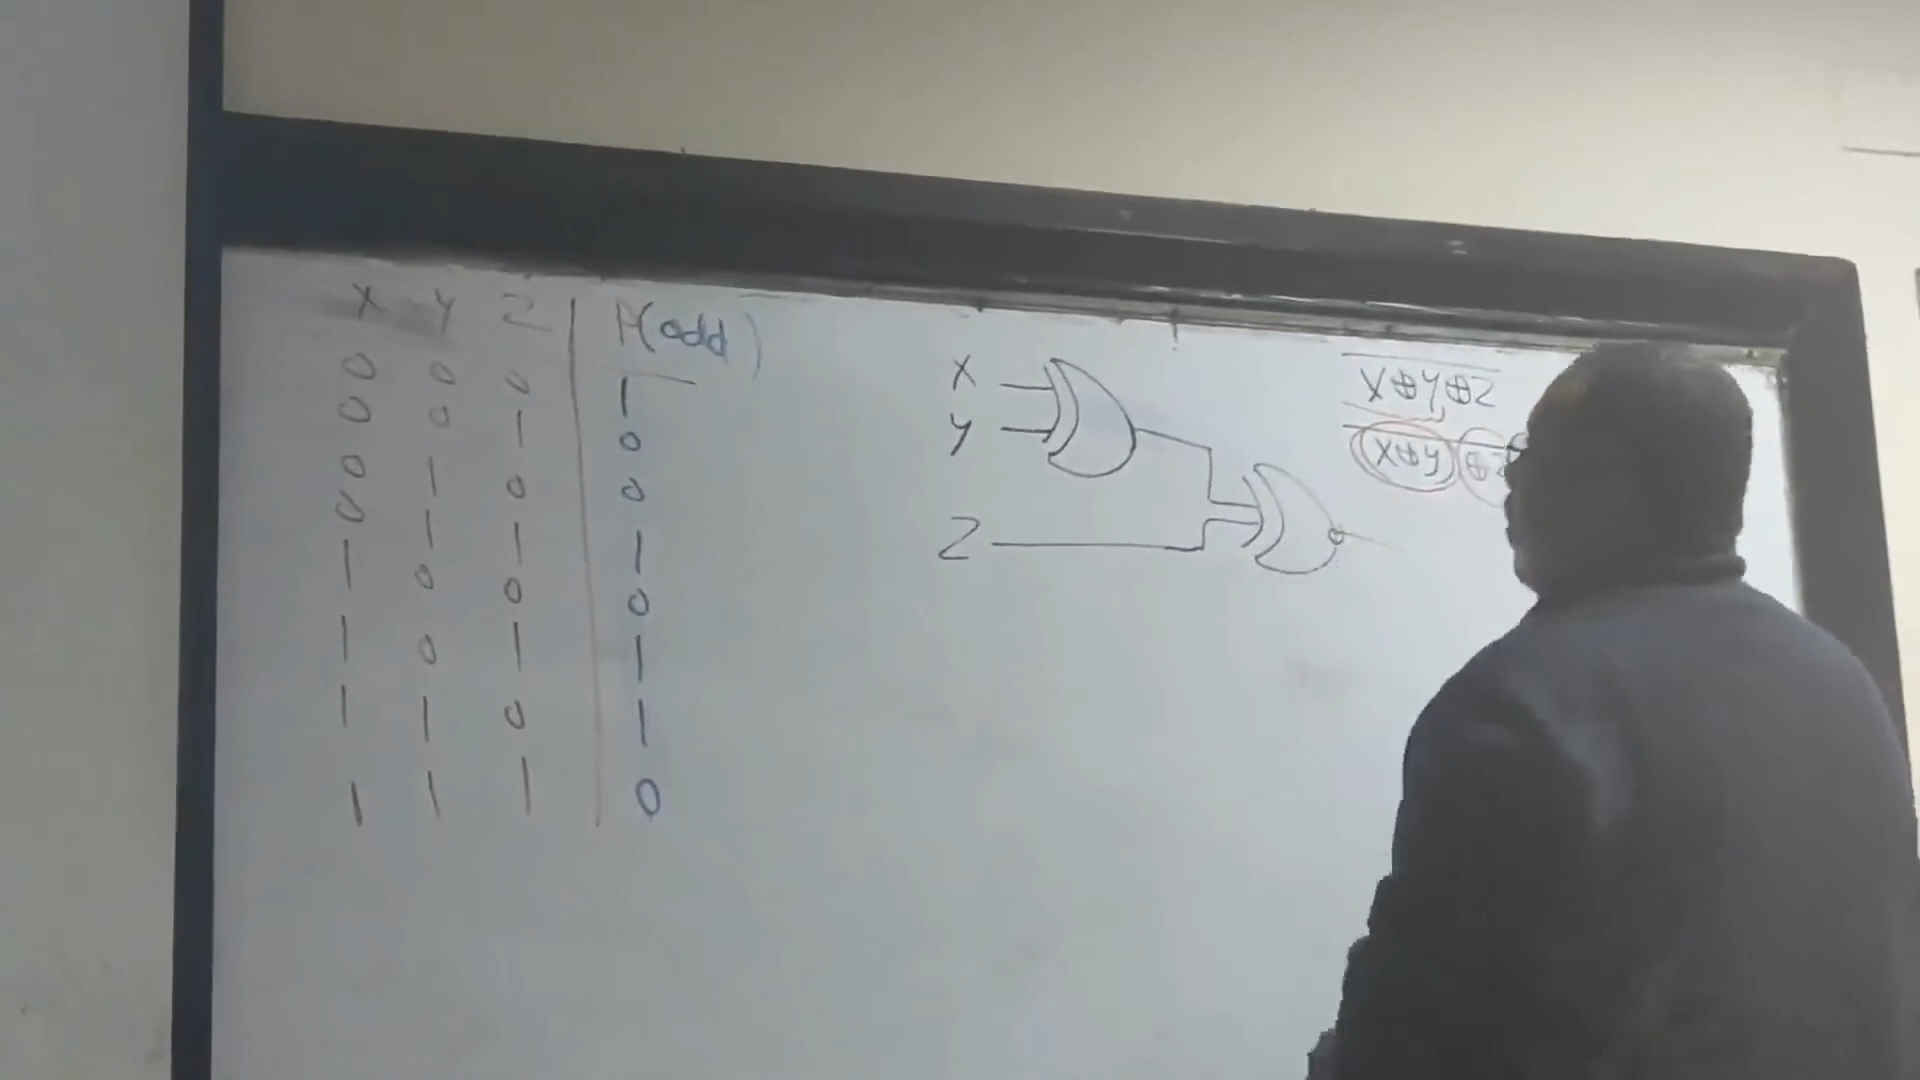 X Y Z P(odd)
0 0 0 1
0 0 1 0
0 1 0 0
0 1 1 1
1 0 0 0
1 0 1 1
1 1 0 1
1 1 1 0
X
Y
Z
X⊕Y⊕Z
X⊕Y ⊕Z